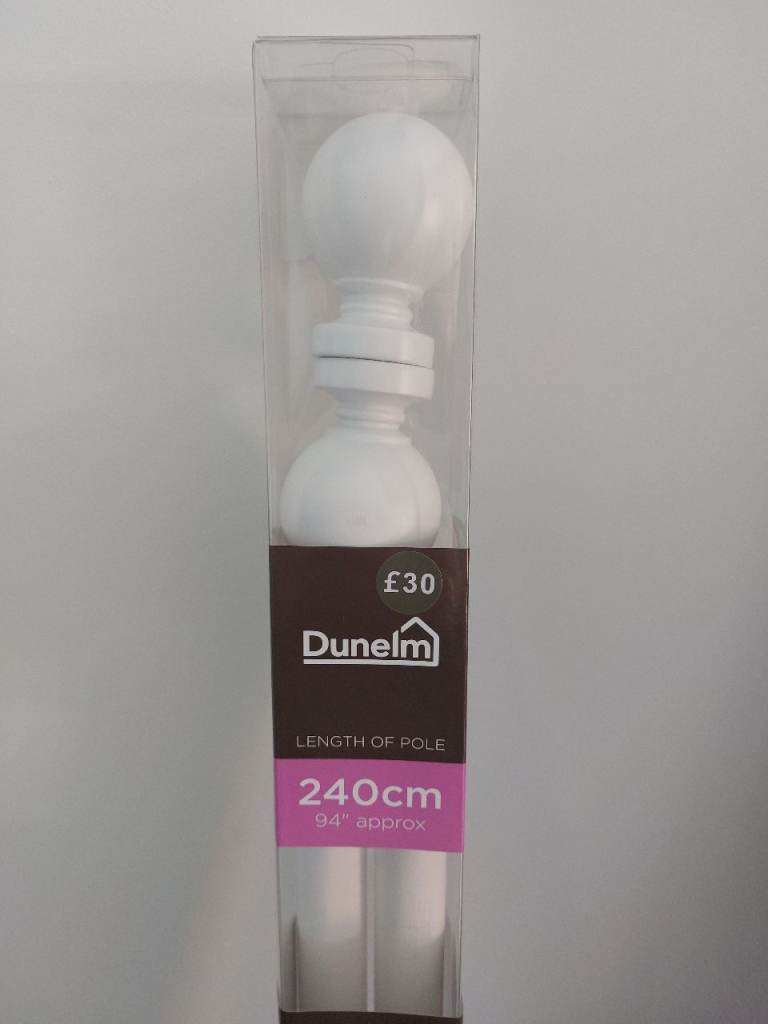 £30
Dunelm
LENGTH OF POLE
240cm
94" approx